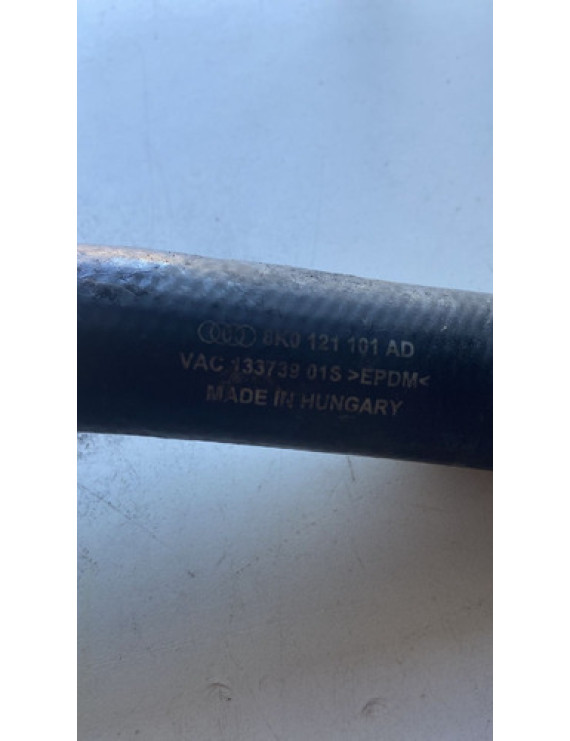 8K0 121 101 AD
VAC 133739 01S >EPDM<
MADE IN HUNGARY